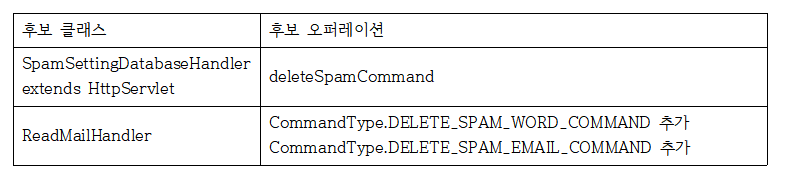 후보 클래스
후보 오퍼레이션
SpamSettingDatabaseHandler
extends HttpServlet
deleteSpamCommand
ReadMailHandler
CommandType.DELETE_SPAM_WORD_COMMAND 추가
CommandType.DELETE_SPAM_EMAIL_COMMAND 추가